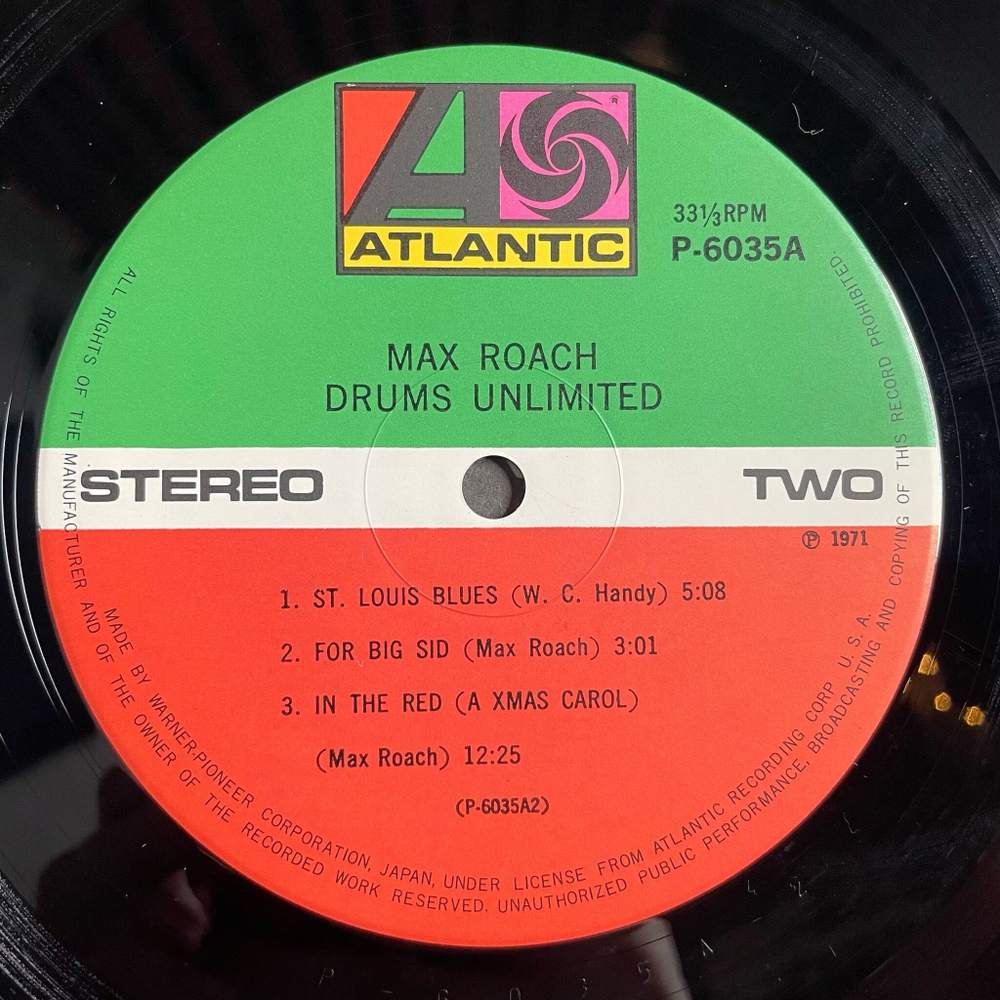 ATLANTIC
®
33⅓RPM
P-6035A
MAX ROACH
DRUMS UNLIMITED
STEREO
TWO
℗ 1971
1. ST. LOUIS BLUES (W. C. Handy) 5:08
2. FOR BIG SID (Max Roach) 3:01
3. IN THE RED (A XMAS CAROL)
(Max Roach) 12:25
(P-6035A2)
MADE BY WARNER-PIONEER CORPORATION, JAPAN, UNDER LICENSE FROM ATLANTIC RECORDING CORP U. S. A.
ALL RIGHTS OF THE MANUFACTURER AND OF THE OWNER OF THE RECORDED WORK RESERVED. UNAUTHORIZED PUBLIC PERFORMANCE, BROADCASTING AND COPYING OF THIS RECORD PROHIBITED.